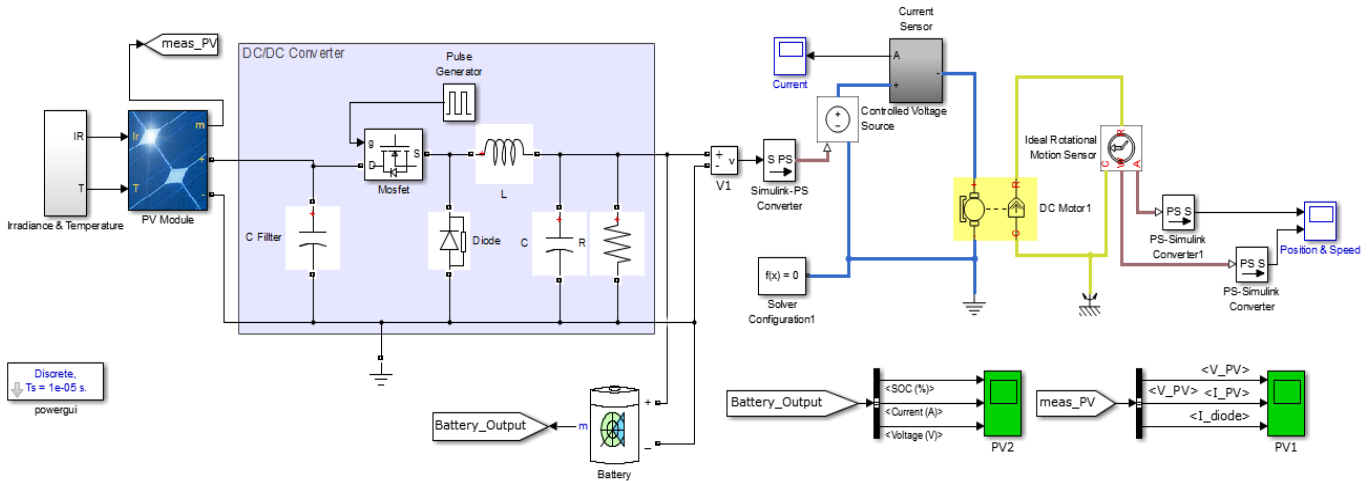 meas_PV
DC/DC Converter
Pulse
Generator
Current
Sensor
A
-
+
Current
Controlled Voltage
Source
IR
T
Ir
T
m
+
-
Irradiance & Temperature
PV Module
g
D
S
Mosfet
+
L
+
C Fillter
Diode
+
C
R
+
+
-
v
V1
S PS
Simulink-PS
Converter
+
-
Ideal Rotational
Motion Sensor
R
C
W
A
+
R
C
DC Motor1
PS S
PS-Simulink
Converter1
PS S
PS-Simulink
Converter
Position & Speed
f(x) = 0
Solver
Configuration1
Discrete,
Ts = 1e-05 s.
powergui
Battery_Output
m
+
−
Battery
Battery_Output
<SOC (%)>
<Current (A)>
<Voltage (V)>
PV2
meas_PV
<V_PV>
<V_PV>
<I_PV>
<I_diode>
PV1